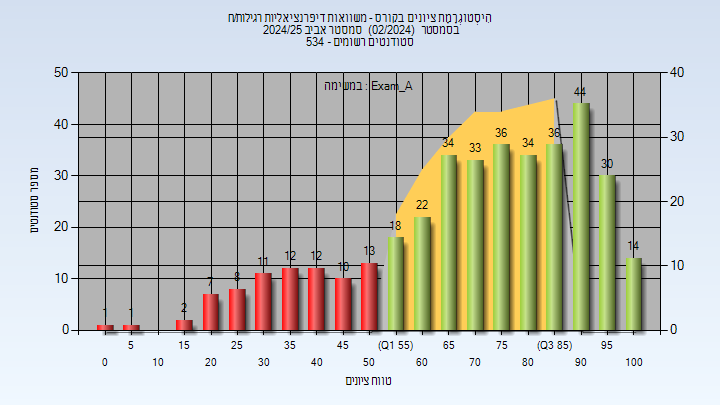 היסטוגרמת ציונים בקורס - משוואות דיפרנציאליות רגילות/ח
בסמסטר (02/2024) סמסטר אביב 2024/25
סטודנטים רשומים - 534
במשימה : Exam_A
50 40 30 20 10 0
40 30 20 10 0
מספר סטודנטים
1 1 2 7 8 11 12 12 10 13 18 22 34 33 36 34 36 44 30 14
5 15 25 35 45 (Q1 55) 65 75 (Q3 85) 95
0 10 20 30 40 50 60 70 80 90 100
טווח ציונים